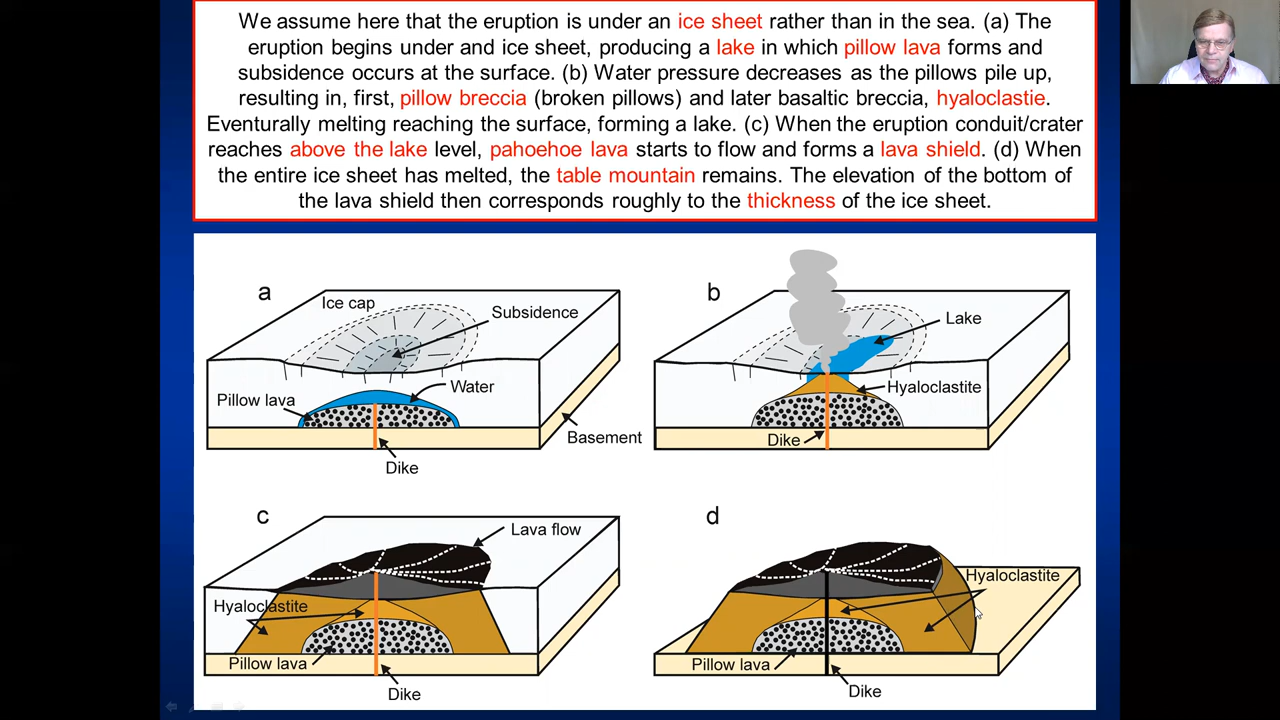 We assume here that the eruption is under an ice sheet rather than in the sea. (a) The
eruption begins under and ice sheet, producing a lake in which pillow lava forms and
subsidence occurs at the surface. (b) Water pressure decreases as the pillows pile up,
resulting in, first, pillow breccia (broken pillows) and later basaltic breccia, hyaloclastie.
Eventurally melting reaching the surface, forming a lake. (c) When the eruption conduit/crater
reaches above the lake level, pahoehoe lava starts to flow and forms a lava shield. (d) When
the entire ice sheet has melted, the table mountain remains. The elevation of the bottom of
the lava shield then corresponds roughly to the thickness of the ice sheet.
a
Ice cap
Subsidence
Water
Pillow lava
Basement
Dike
b
Lake
Hyaloclastite
Dike
c
Lava flow
Hyaloclastite
Pillow lava
Dike
d
Hyaloclastite
Pillow lava
Dike